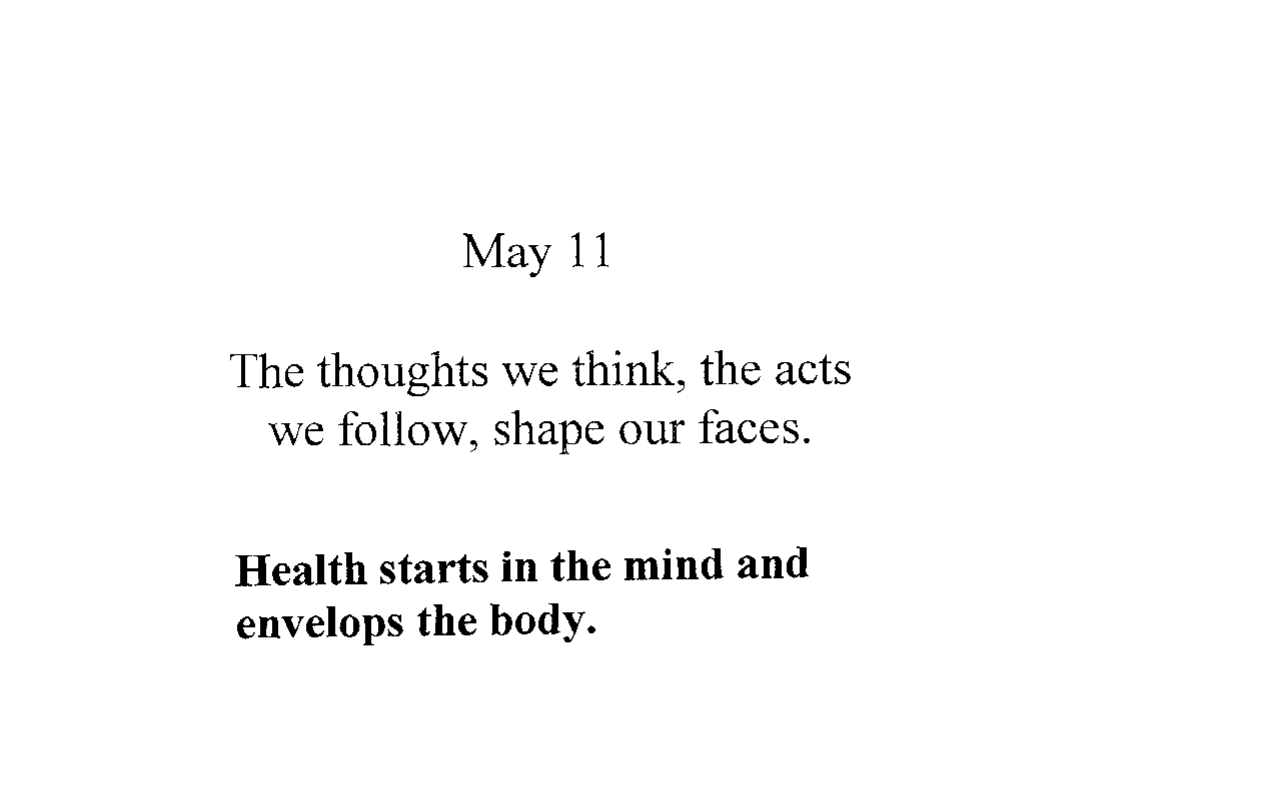 May 11
The thoughts we think, the acts
we follow, shape our faces.
Health starts in the mind and
envelops the body.